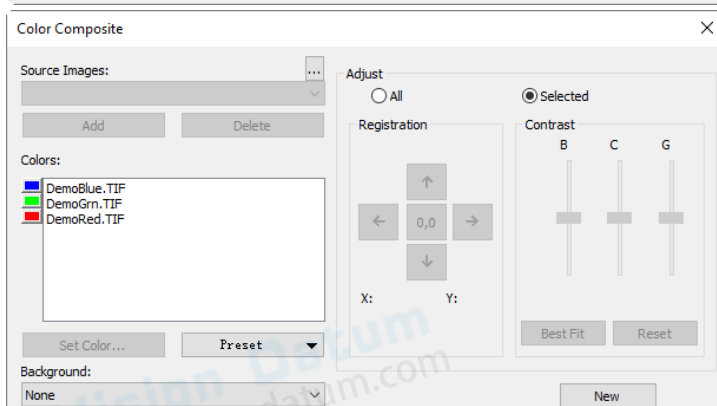 Color Composite
Source Images:
...
Add
Delete
Colors:
DemoBlue.TIF
DemoGrn.TIF
DemoRed.TIF
Set Color...
Preset
Background:
None
Adjust
All
Selected
Registration
0,0
X:
Y:
Contrast
B
C
G
Best Fit
Reset
New
Vision Datum
datum.com